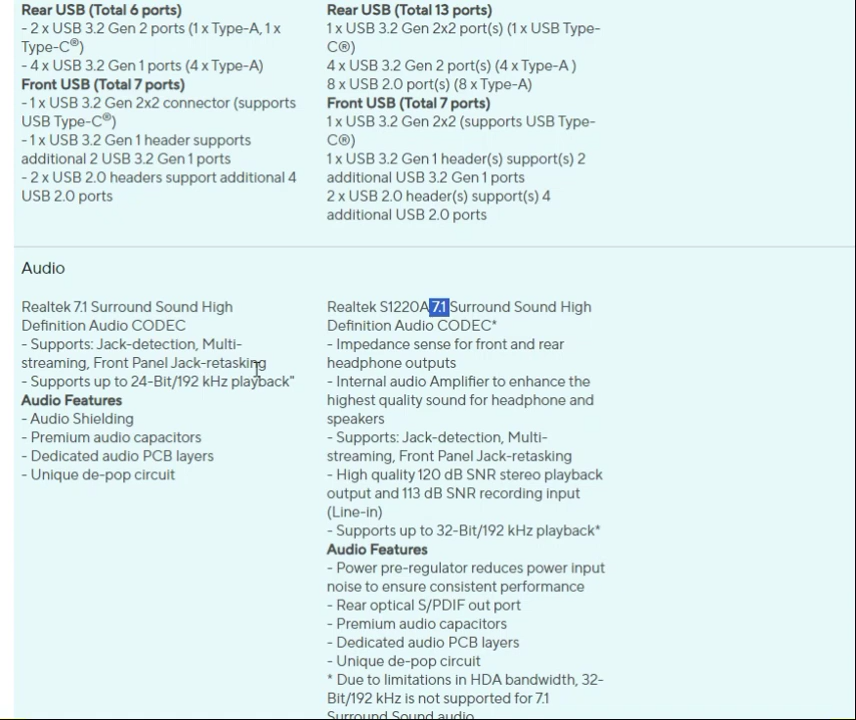 Rear USB (Total 6 ports)
- 2 x USB 3.2 Gen 2 ports (1 x Type-A, 1 x
Type-C®)
- 4 x USB 3.2 Gen 1 ports (4 x Type-A)
Front USB (Total 7 ports)
- 1 x USB 3.2 Gen 2x2 connector (supports
USB Type-C®)
- 1 x USB 3.2 Gen 1 header supports
additional 2 USB 3.2 Gen 1 ports
- 2 x USB 2.0 headers support additional 4
USB 2.0 ports
Rear USB (Total 13 ports)
1 x USB 3.2 Gen 2x2 port(s) (1 x USB Type-
C®)
4 x USB 3.2 Gen 2 port(s) (4 x Type-A )
8 x USB 2.0 port(s) (8 x Type-A)
Front USB (Total 7 ports)
1 x USB 3.2 Gen 2x2 (supports USB Type-
C®)
1 x USB 3.2 Gen 1 header(s) support(s) 2
additional USB 3.2 Gen 1 ports
2 x USB 2.0 header(s) support(s) 4
additional USB 2.0 ports
Audio
Realtek 7.1 Surround Sound High
Definition Audio CODEC
- Supports: Jack-detection, Multi-
streaming, Front Panel Jack-retasking
- Supports up to 24-Bit/192 kHz playback"
Audio Features
- Audio Shielding
- Premium audio capacitors
- Dedicated audio PCB layers
- Unique de-pop circuit
Realtek S1220A 7.1 Surround Sound High
Definition Audio CODEC*
- Impedance sense for front and rear
headphone outputs
- Internal audio Amplifier to enhance the
highest quality sound for headphone and
speakers
- Supports: Jack-detection, Multi-
streaming, Front Panel Jack-retasking
- High quality 120 dB SNR stereo playback
output and 113 dB SNR recording input
(Line-in)
- Supports up to 32-Bit/192 kHz playback*
Audio Features
- Power pre-regulator reduces power input
noise to ensure consistent performance
- Rear optical S/PDIF out port
- Premium audio capacitors
- Dedicated audio PCB layers
- Unique de-pop circuit
* Due to limitations in HDA bandwidth, 32-
Bit/192 kHz is not supported for 7.1
Surround Sound audio